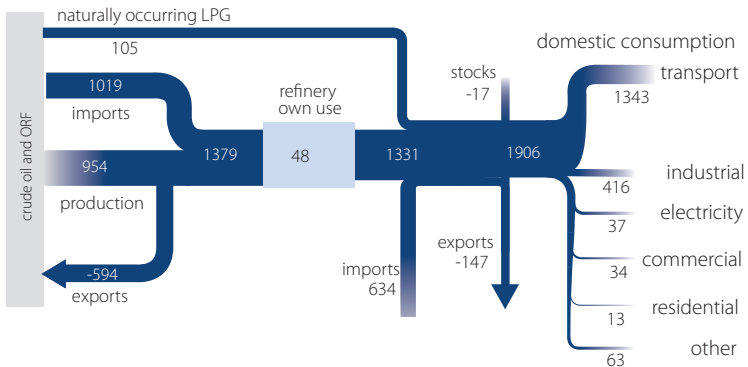 naturally occurring LPG
105
crude oil and ORF
1019
imports
954
production
-594
exports
1379
refinery
own use
48
1331
imports
634
stocks
-17
1906
exports
-147
domestic consumption
transport
1343
industrial
416
electricity
37
commercial
34
residential
13
other
63